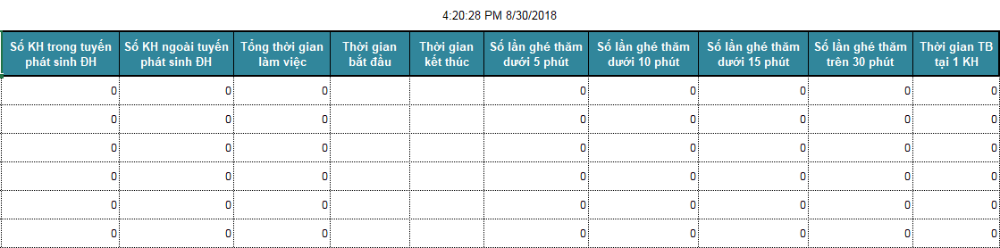 4:20:28 PM 8/30/2018
Số KH trong tuyến Số KH ngoài tuyến Tổng thời gian Thời gian Thời gian Số lần ghé thăm Số lần ghé thăm Số lần ghé thăm Số lần ghé thăm Thời gian TB
phát sinh ĐH phát sinh ĐH làm việc bắt đầu kết thúc dưới 5 phút dưới 10 phút dưới 15 phút trên 30 phút tại 1 KH
0 0 0 0 0 0 0 0
0 0 0 0 0 0 0 0
0 0 0 0 0 0 0 0
0 0 0 0 0 0 0 0
0 0 0 0 0 0 0 0
0 0 0 0 0 0 0 0